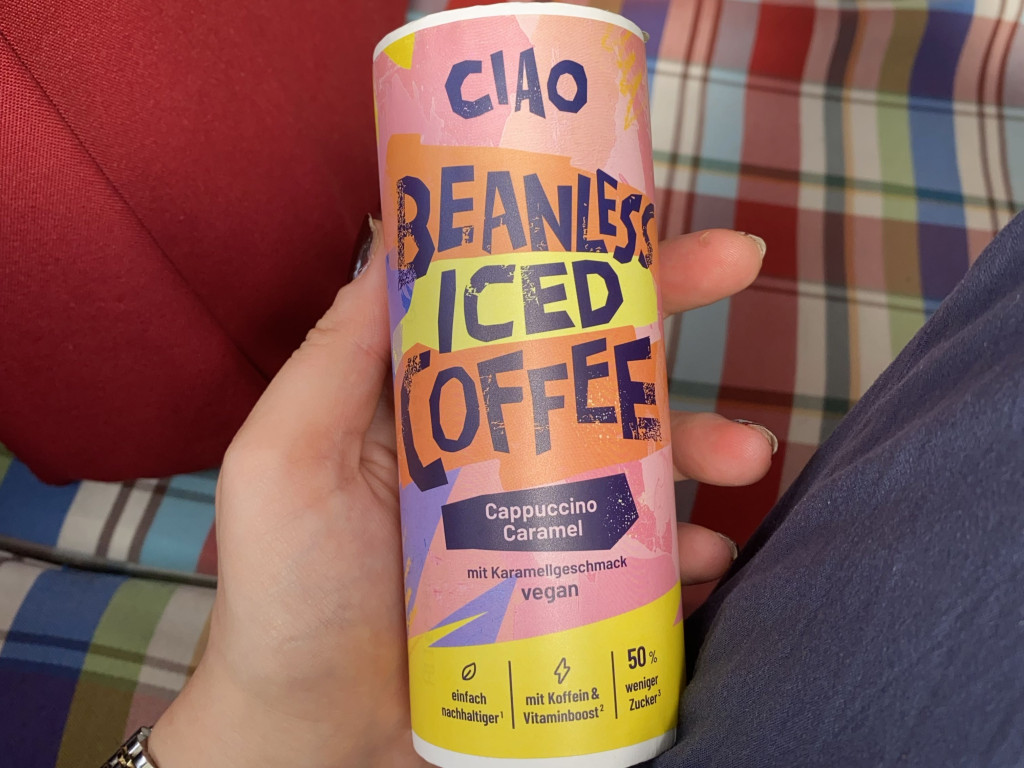 CIAO
BEANLESS
ICED
COFFEE
Cappuccino
Caramel
mit Karamellgeschmack
vegan
einfach
nachhaltiger¹
mit Koffein &
Vitaminboost²
50 %
weniger
Zucker³